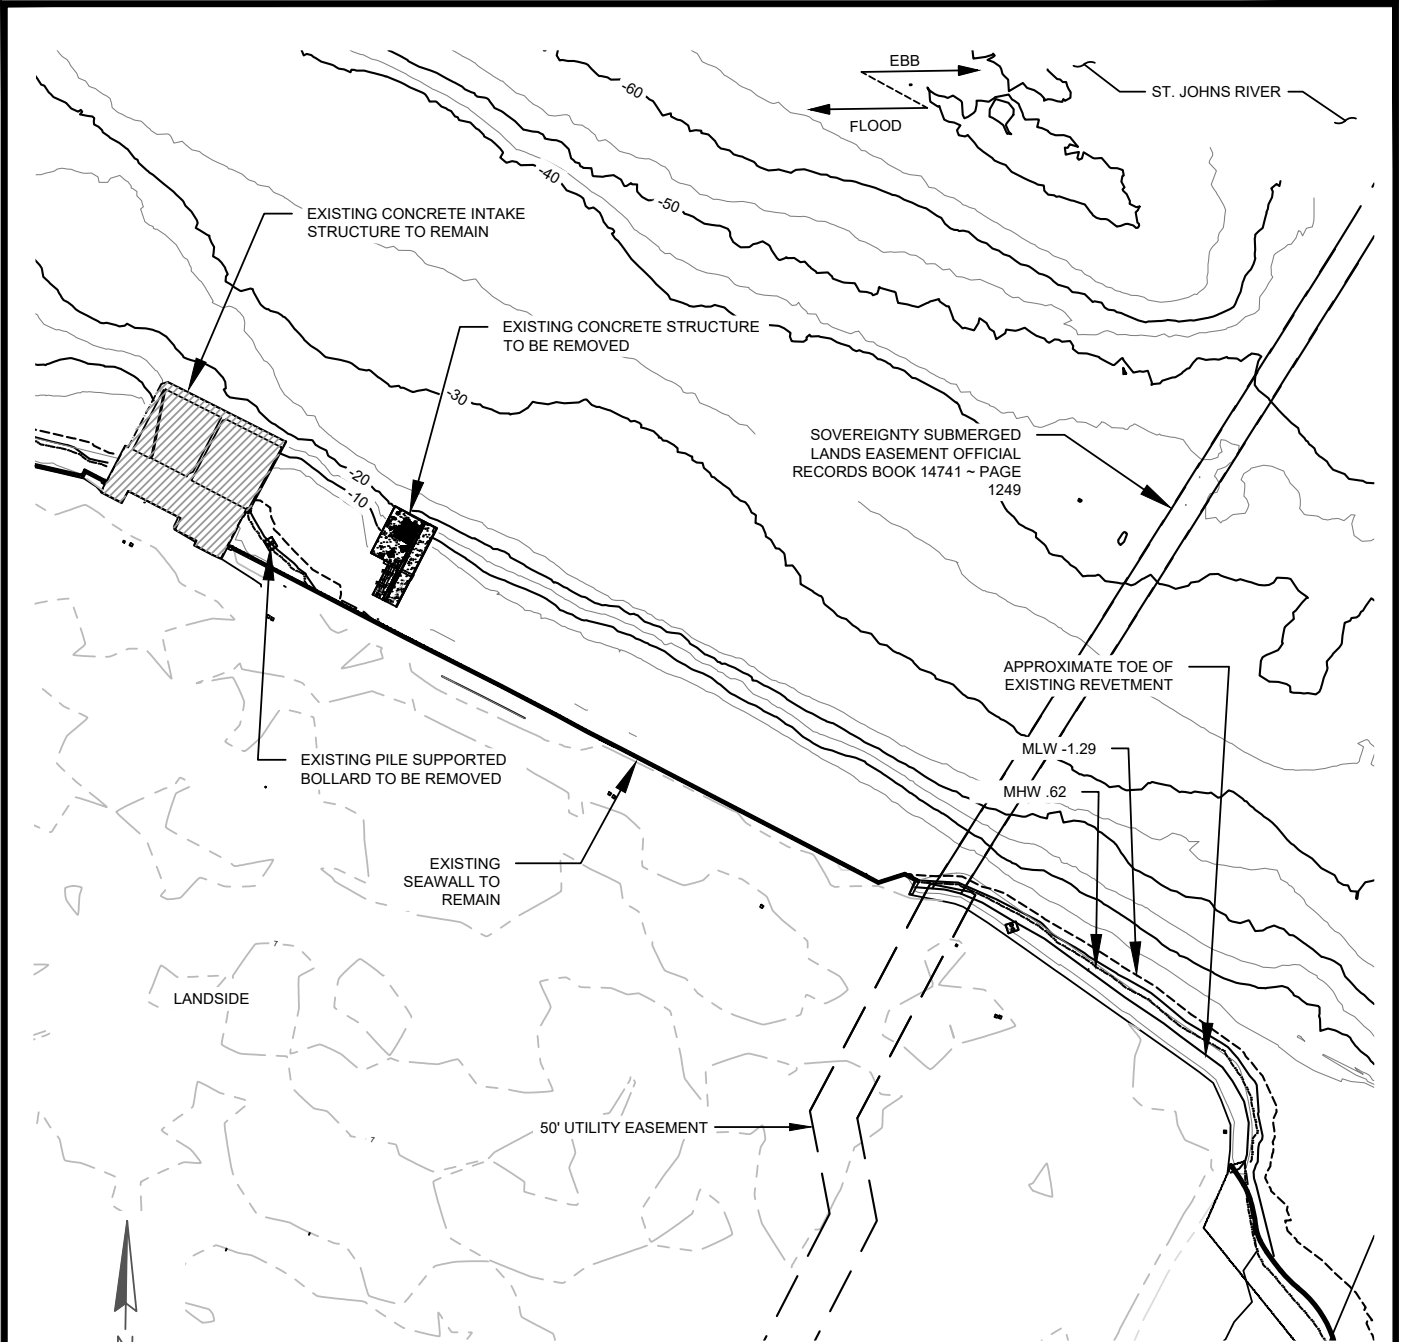 EBB
ST. JOHNS RIVER
FLOOD
-60
-40
-50
EXISTING CONCRETE INTAKE
STRUCTURE TO REMAIN
EXISTING CONCRETE STRUCTURE
TO BE REMOVED
-30
SOVEREIGNTY SUBMERGED
LANDS EASEMENT OFFICIAL
RECORDS BOOK 14741 ~ PAGE
1249
-20
-10
APPROXIMATE TOE OF
EXISTING REVETMENT
MLW -1.29
MHW .62
EXISTING PILE SUPPORTED
BOLLARD TO BE REMOVED
EXISTING
SEAWALL TO
REMAIN
7
LANDSIDE
50' UTILITY EASEMENT
7
N